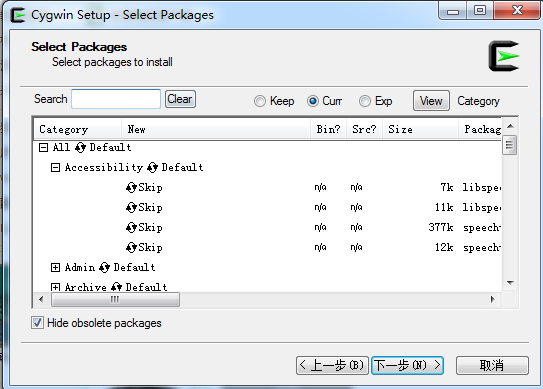 Cygwin Setup - Select Packages
Select Packages
Select packages to install
Search Clear Keep Curr Exp View Category
Category New Bin? Src? Size Packag
All Default
Accessibility Default
Skip n/a n/a 7k libspe
Skip n/a n/a 11k libspe
Skip n/a n/a 377k speech
Skip n/a n/a 12k speech
Admin Default
Archive Default
Hide obsolete packages
< 上一步(B) 下一步(N) > 取消